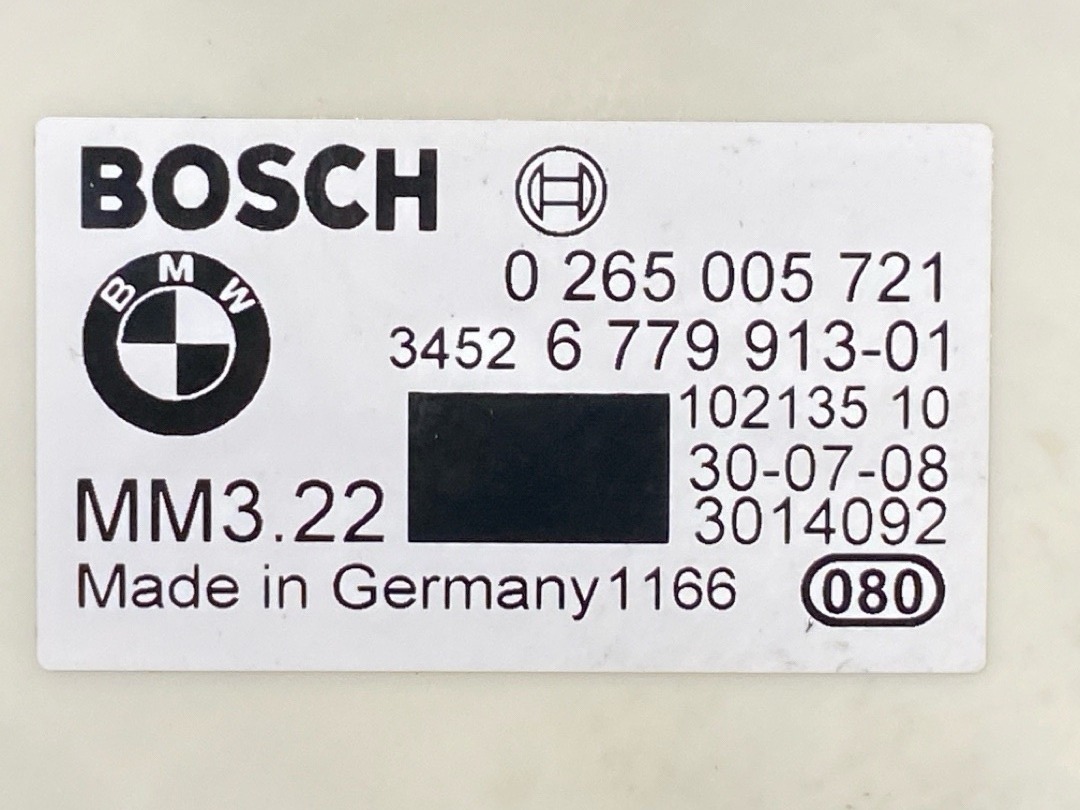 BOSCH
BMW
0 265 005 721
3452 6 779 913-01
102135 10
30-07-08
MM3.22
3014092
Made in Germany 1166
080